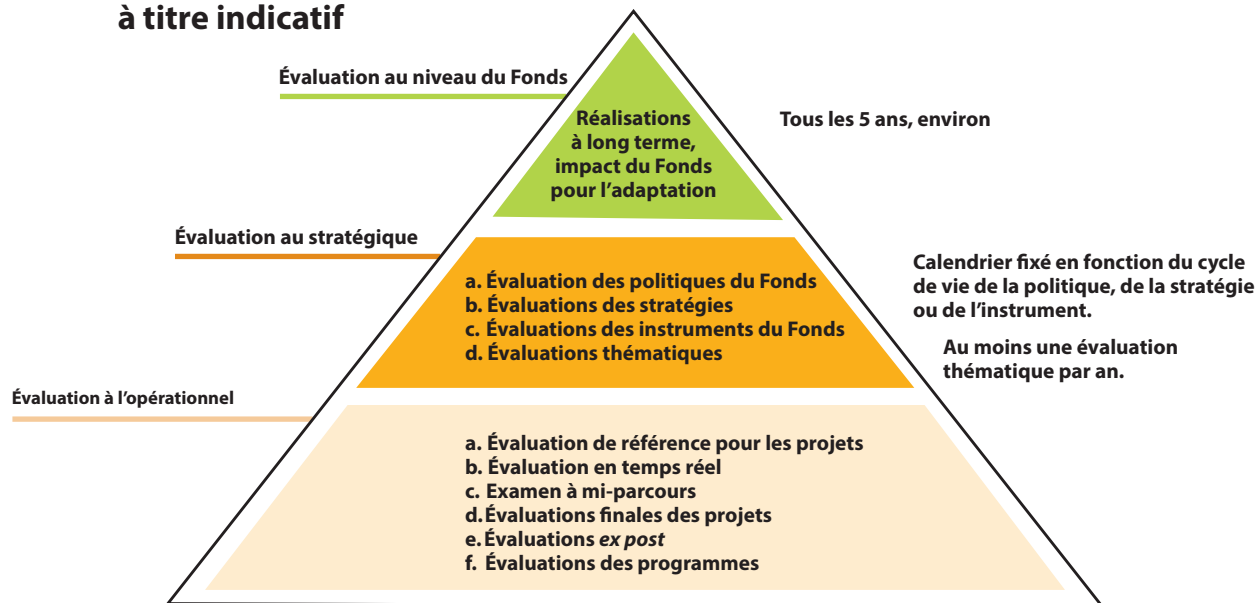 à titre indicatif
Évaluation au niveau du Fonds
Réalisations
à long terme,
impact du Fonds
pour l’adaptation
Tous les 5 ans, environ
Évaluation au stratégique
a. Évaluation des politiques du Fonds
b. Évaluations des stratégies
c. Évaluations des instruments du Fonds
d. Évaluations thématiques
Calendrier fixé en fonction du cycle
de vie de la politique, de la stratégie
ou de l’instrument.
Au moins une évaluation
thématique par an.
Évaluation à l’opérationnel
a. Évaluation de référence pour les projets
b. Évaluation en temps réel
c. Examen à mi-parcours
d. Évaluations finales des projets
e. Évaluations ex post
f. Évaluations des programmes